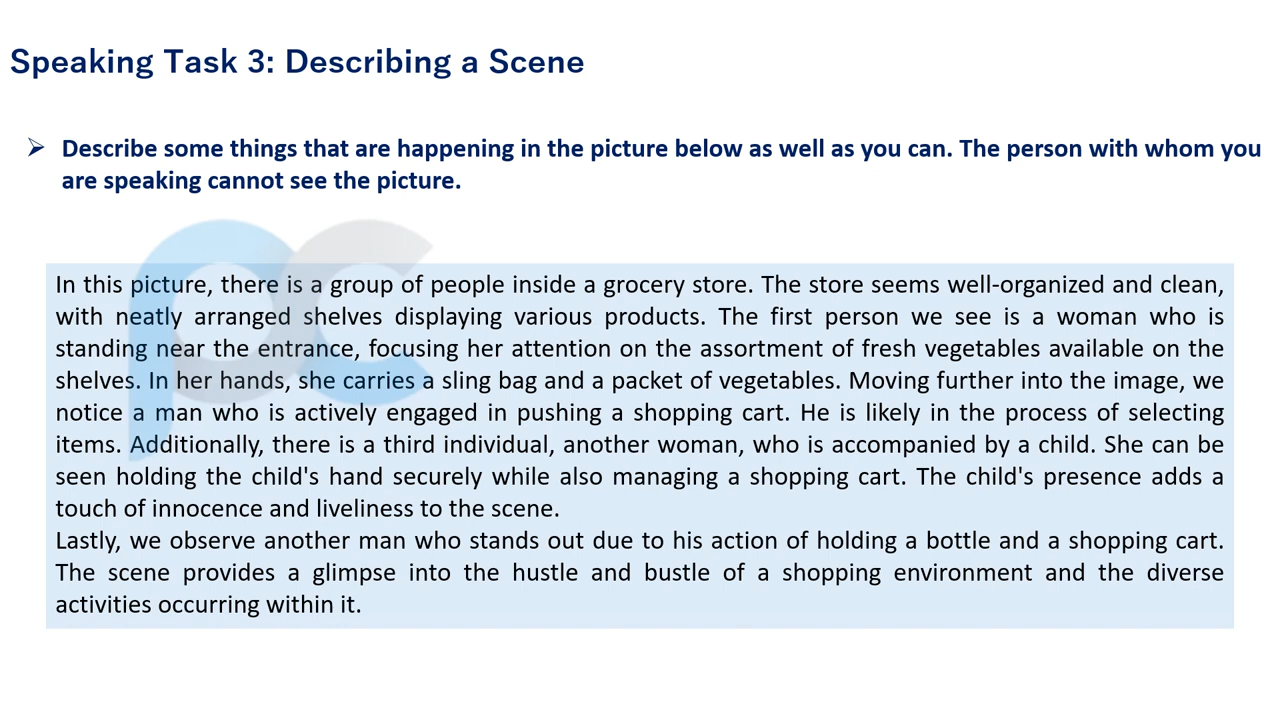 Speaking Task 3: Describing a Scene
Describe some things that are happening in the picture below as well as you can. The person with whom you
are speaking cannot see the picture.
In this picture, there is a group of people inside a grocery store. The store seems well-organized and clean,
with neatly arranged shelves displaying various products. The first person we see is a woman who is
standing near the entrance, focusing her attention on the assortment of fresh vegetables available on the
shelves. In her hands, she carries a sling bag and a packet of vegetables. Moving further into the image, we
notice a man who is actively engaged in pushing a shopping cart. He is likely in the process of selecting
items. Additionally, there is a third individual, another woman, who is accompanied by a child. She can be
seen holding the child's hand securely while also managing a shopping cart. The child's presence adds a
touch of innocence and liveliness to the scene.
Lastly, we observe another man who stands out due to his action of holding a bottle and a shopping cart.
The scene provides a glimpse into the hustle and bustle of a shopping environment and the diverse
activities occurring within it.